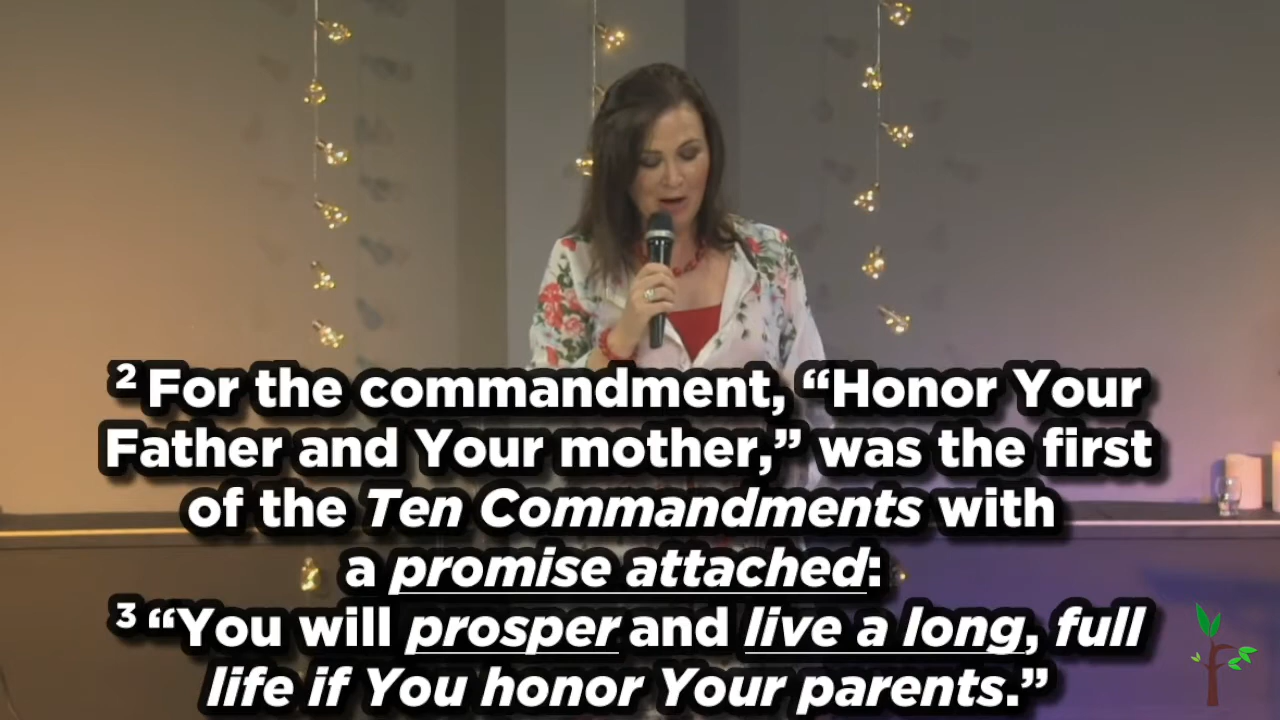 ² For the commandment, “Honor Your
Father and Your mother,” was the first
of the Ten Commandments with
a promise attached:
³ “You will prosper and live a long, full
life if You honor Your parents.”